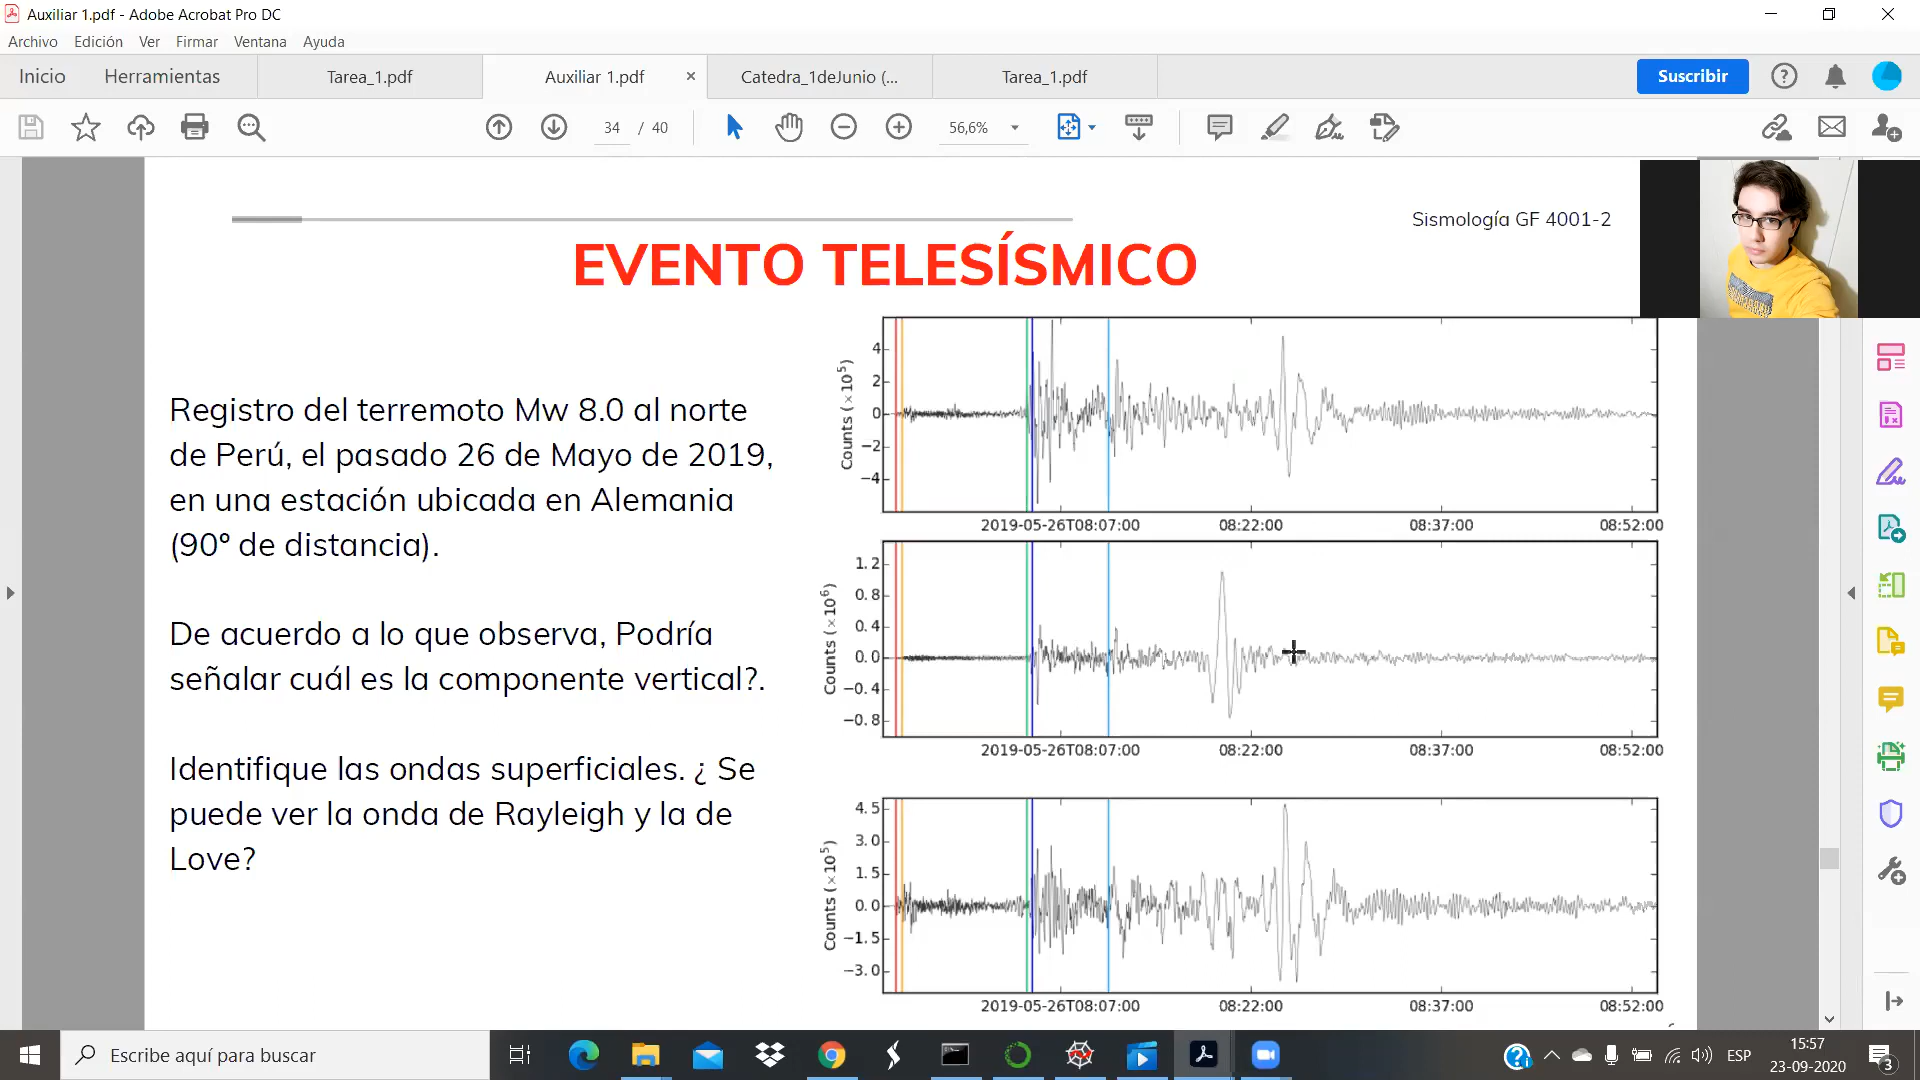 Auxiliar 1.pdf - Adobe Acrobat Pro DC
Archivo Edición Ver Firmar Ventana Ayuda
Inicio Herramientas Tarea_1.pdf Auxiliar 1.pdf × Catedra_1deJunio (... Tarea_1.pdf Suscribir
34 / 40 56,6%
Sismología GF 4001-2
EVENTO TELESÍSMICO
Registro del terremoto Mw 8.0 al norte
de Perú, el pasado 26 de Mayo de 2019,
en una estación ubicada en Alemania
(90º de distancia).
De acuerdo a lo que observa, Podría
señalar cuál es la componente vertical?.
Identifique las ondas superficiales. ¿ Se
puede ver la onda de Rayleigh y la de
Love?
Counts (×10⁵)
4
2
0
−2
−4
2019-05-26T08:07:00 08:22:00 08:37:00 08:52:00
Counts (×10⁶)
1.2
0.8
0.4
0.0
−0.4
−0.8
2019-05-26T08:07:00 08:22:00 08:37:00 08:52:00
Counts (×10⁵)
4.5
3.0
1.5
0.0
−1.5
−3.0
2019-05-26T08:07:00 08:22:00 08:37:00 08:52:00
Escribe aquí para buscar
ESP
15:57
23-09-2020
3